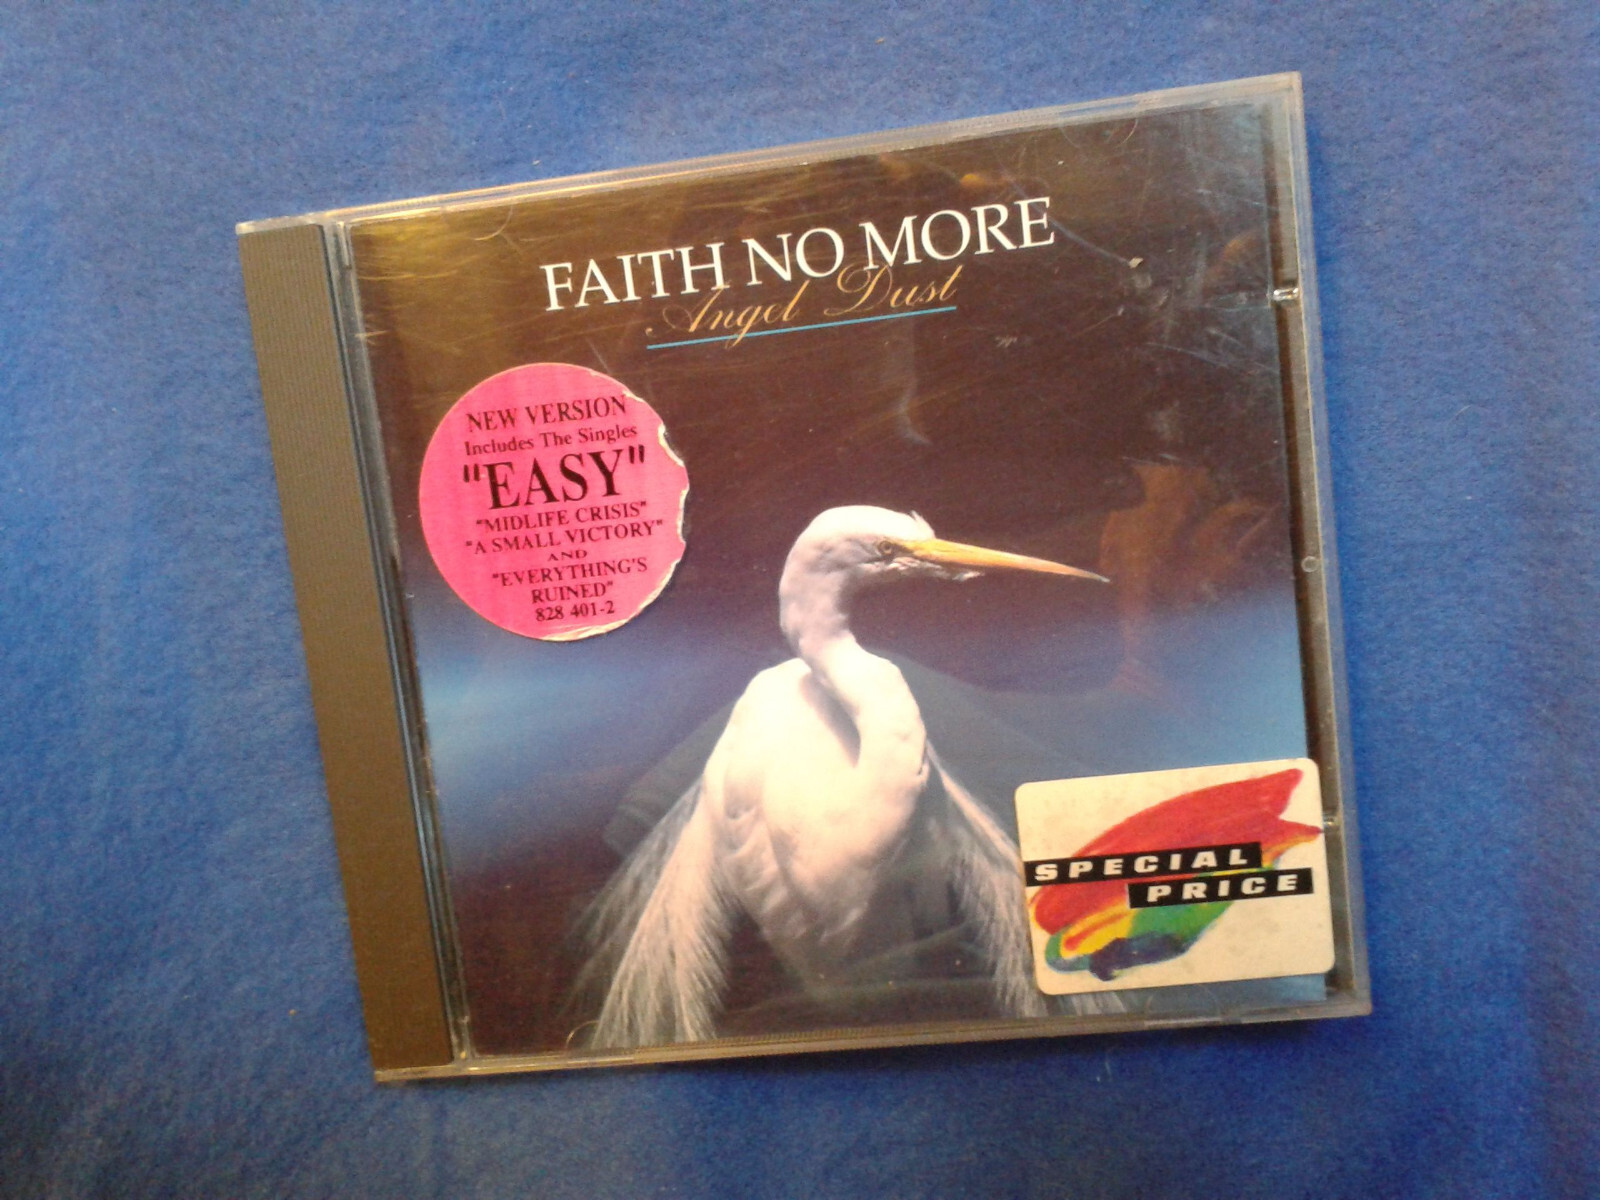 FAITH NO MORE
Angel Dust
NEW VERSION
Includes The Singles
"EASY"
"MIDLIFE CRISIS"
"A SMALL VICTORY"
AND
"EVERYTHING'S
RUINED"
828 401-2
SPECIAL
PRICE